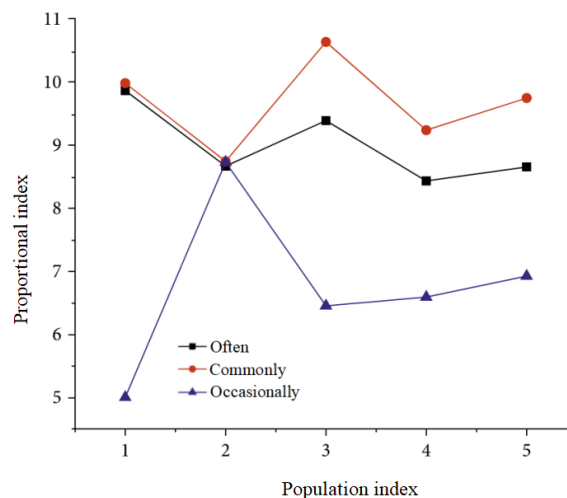 11
10
9
8
7
6
5
Proportional index
Often
Commonly
Occasionally
1 2 3 4 5
Population index